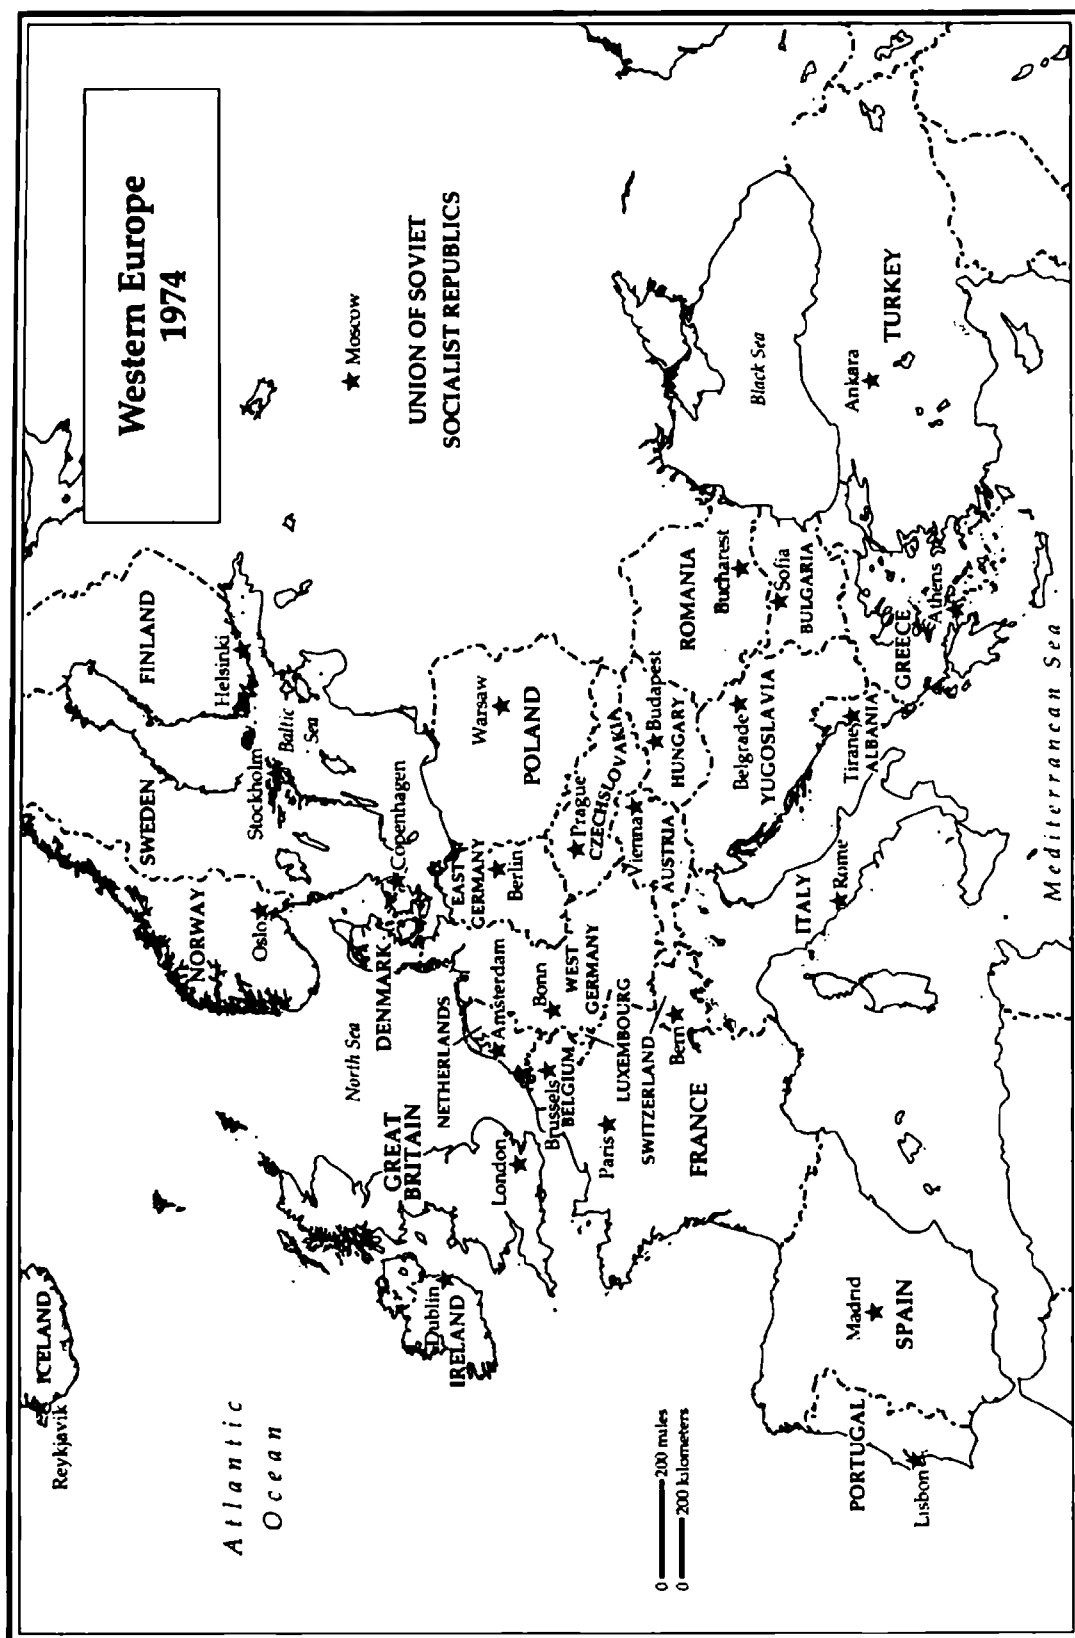 Western Europe
1974
ICELAND
Reykjavik
Atlantic
Ocean
NORWAY
Oslo
SWEDEN
Stockholm
FINLAND
Helsinki
Baltic
Sea
North Sea
DENMARK
Copenhagen
Moscow
UNION OF SOVIET
SOCIALIST REPUBLICS
GREAT
BRITAIN
London
Dublin
IRELAND
NETHERLANDS
Amsterdam
Brussels
BELGIUM
LUXEMBOURG
Bonn
WEST
GERMANY
EAST
GERMANY
Berlin
Warsaw
POLAND
Prague
CZECHSLOVAKIA
Vienna
AUSTRIA
Budapest
HUNGARY
ROMANIA
Bucharest
Paris
FRANCE
SWITZERLAND
Bern
Belgrade
YUGOSLAVIA
Sofia
BULGARIA
Black Sea
Tirane
ALBANIA
ITALY
Rome
GREECE
Athens
Ankara
TURKEY
Madrid
SPAIN
PORTUGAL
Lisbon
Mediterranean Sea
0 200 miles
0 200 kilometers